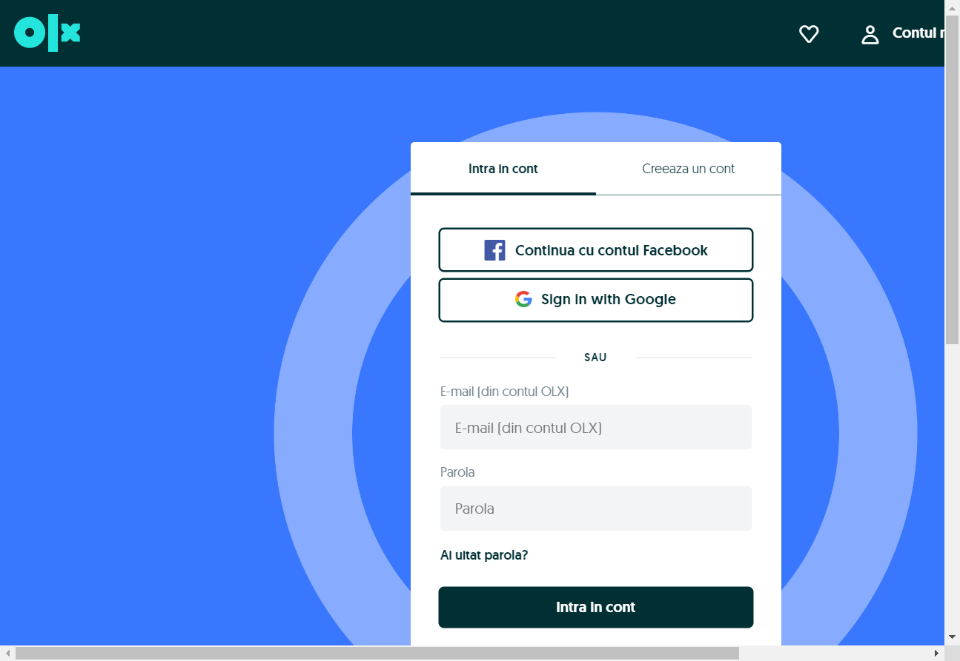 olx
Contul
Intra in cont
Creeaza un cont
Continua cu contul Facebook
Sign in with Google
SAU
E-mail (din contul OLX)
E-mail (din contul OLX)
Parola
Parola
Ai uitat parola?
Intra in cont